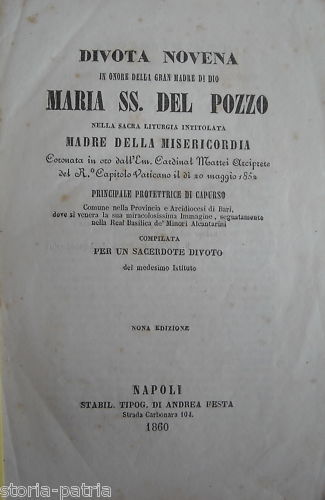 DIVOTA NOVENA
IN ONORE DELLA GRAN MADRE DI DIO
MARIA SS. DEL POZZO
NELLA SACRA LITURGIA INTITOLATA
MADRE DELLA MISERICORDIA
Coronata in oro dall'Em. Cardinal Mattei Arciprete
del R.º Capitolo Vaticano il dì 20 maggio 1852
PRINCIPALE PROTETTRICE DI CAPURSO
Comune nella Provincia e Arcidiocesi di Bari,
dove si venera la sua miracolosissima Immagine, segnatamente
nella Real Basilica de' Minori Alcantarini
COMPILATA
PER UN SACERDOTE DIVOTO
del medesimo Istituto
NONA EDIZIONE
NAPOLI
STABIL. TIPOG. DI ANDREA FESTA
Strada Carbonara 104.
1860
storia-patria